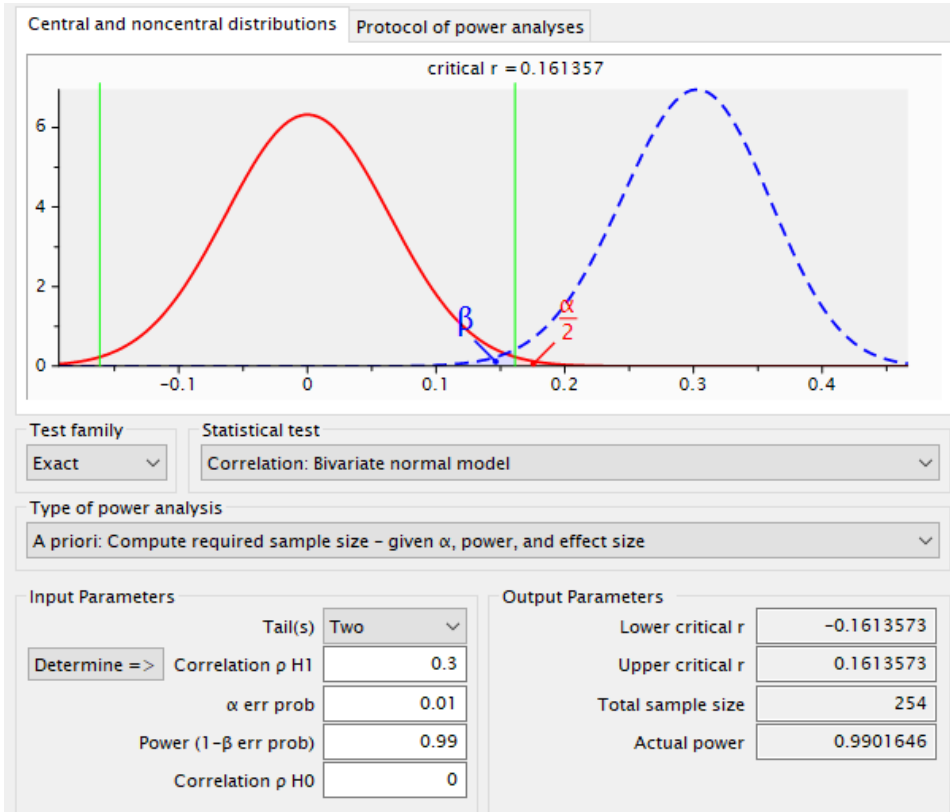 Central and noncentral distributions
Protocol of power analyses
critical r = 0.161357
6
4
2
0
β
α
2
-0.1 0 0.1 0.2 0.3 0.4
Test family
Statistical test
Exact
Correlation: Bivariate normal model
Type of power analysis
A priori: Compute required sample size – given α, power, and effect size
Input Parameters
Tail(s) Two
Determine => Correlation ρ H1 0.3
α err prob 0.01
Power (1-β err prob) 0.99
Correlation ρ H0 0
Output Parameters
Lower critical r -0.1613573
Upper critical r 0.1613573
Total sample size 254
Actual power 0.9901646